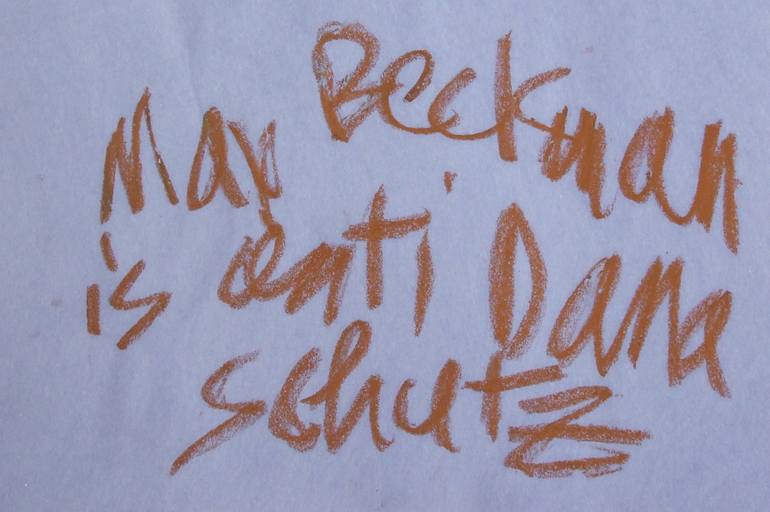 Max Beckman
is anti Dana
Schutz